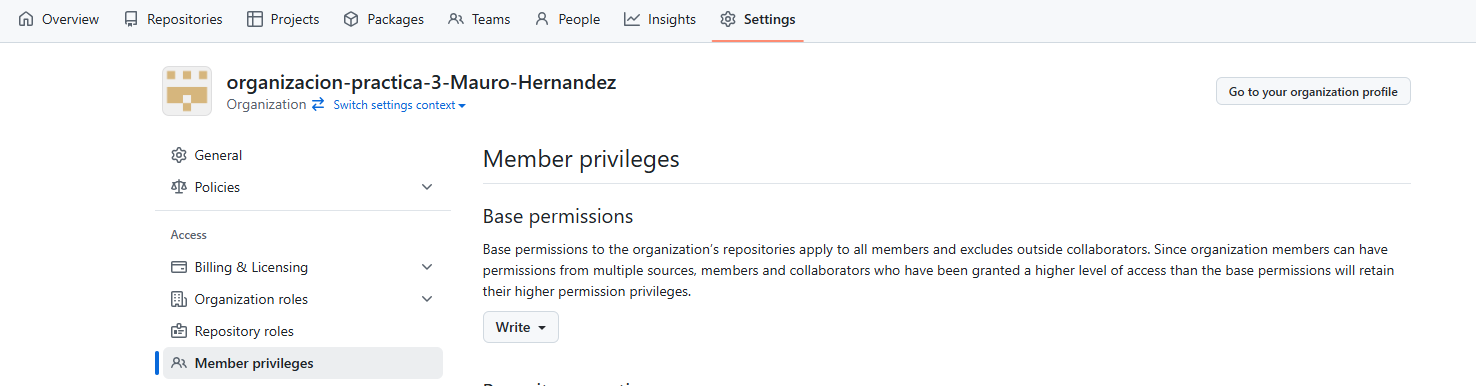 Overview Repositories Projects Packages Teams People Insights Settings
organizacion-practica-3-Mauro-Hernandez
Organization Switch settings context
Go to your organization profile
General
Policies
Access
Billing & Licensing
Organization roles
Repository roles
Member privileges
Member privileges
Base permissions
Base permissions to the organization's repositories apply to all members and excludes outside collaborators. Since organization members can have
permissions from multiple sources, members and collaborators who have been granted a higher level of access than the base permissions will retain
their higher permission privileges.
Write